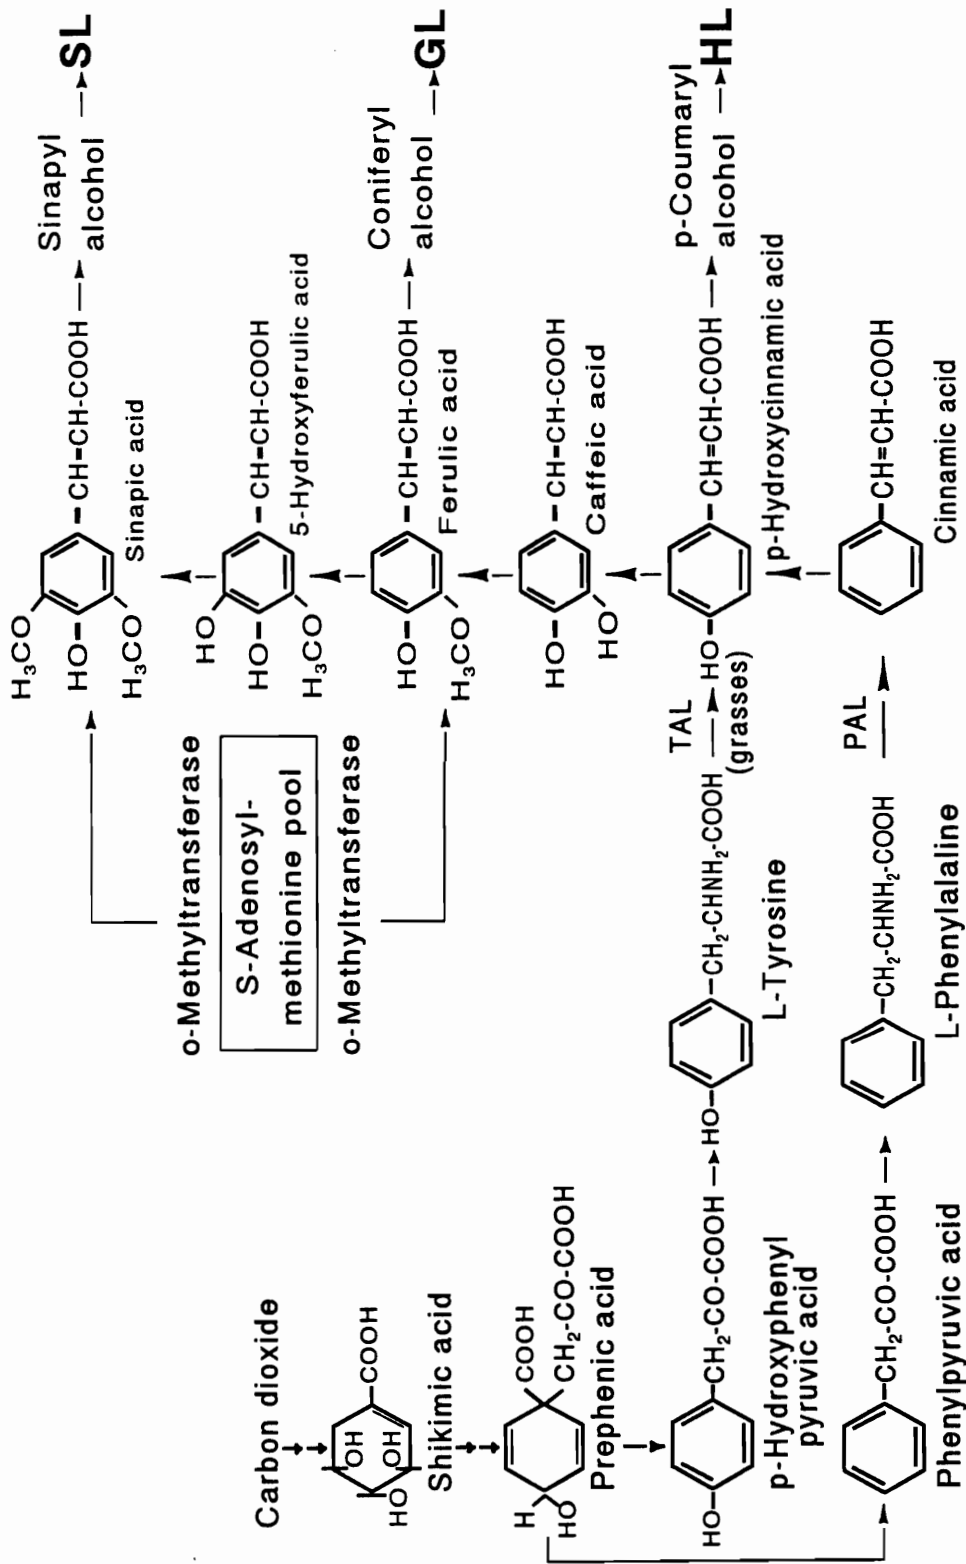 Carbon dioxide
COOH
OH
OH
HO
Shikimic acid
H
HO
COOH
CH₂-CO-COOH
Prephenic acid
HO
CH₂-CO-COOH
p-Hydroxyphenyl
pyruvic acid
CH₂-CO-COOH
Phenylpyruvic acid
o-Methyltransferase
S-Adenosyl-
methionine pool
o-Methyltransferase
HO
CH₂-CHNH₂-COOH
L-Tyrosine
TAL
(grasses)
CH₂-CHNH₂-COOH
L-Phenylalaline
PAL
H₃CO
HO
H₃CO
CH=CH-COOH
Sinapic acid
Sinapyl
alcohol
SL
HO
HO
H₃CO
CH=CH-COOH
5-Hydroxyferulic acid
HO
H₃CO
CH=CH-COOH
Ferulic acid
Coniferyl
alcohol
GL
HO
HO
CH=CH-COOH
Caffeic acid
HO
CH=CH-COOH
p-Hydroxycinnamic acid
p-Coumaryl
alcohol
HL
CH=CH-COOH
Cinnamic acid